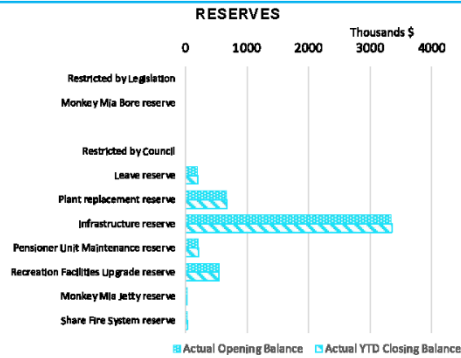 RESERVES
Thousands $
0 1000 2000 3000 4000
Restricted by Legislation
Monkey Mia Bore reserve
Restricted by Council
Leave reserve
Plant replacement reserve
Infrastructure reserve
Pensioner Unit Maintenance reserve
Recreation Facilities Upgrade reserve
Monkey Mia Jetty reserve
Share Fire System reserve
Actual Opening Balance Actual YTD Closing Balance